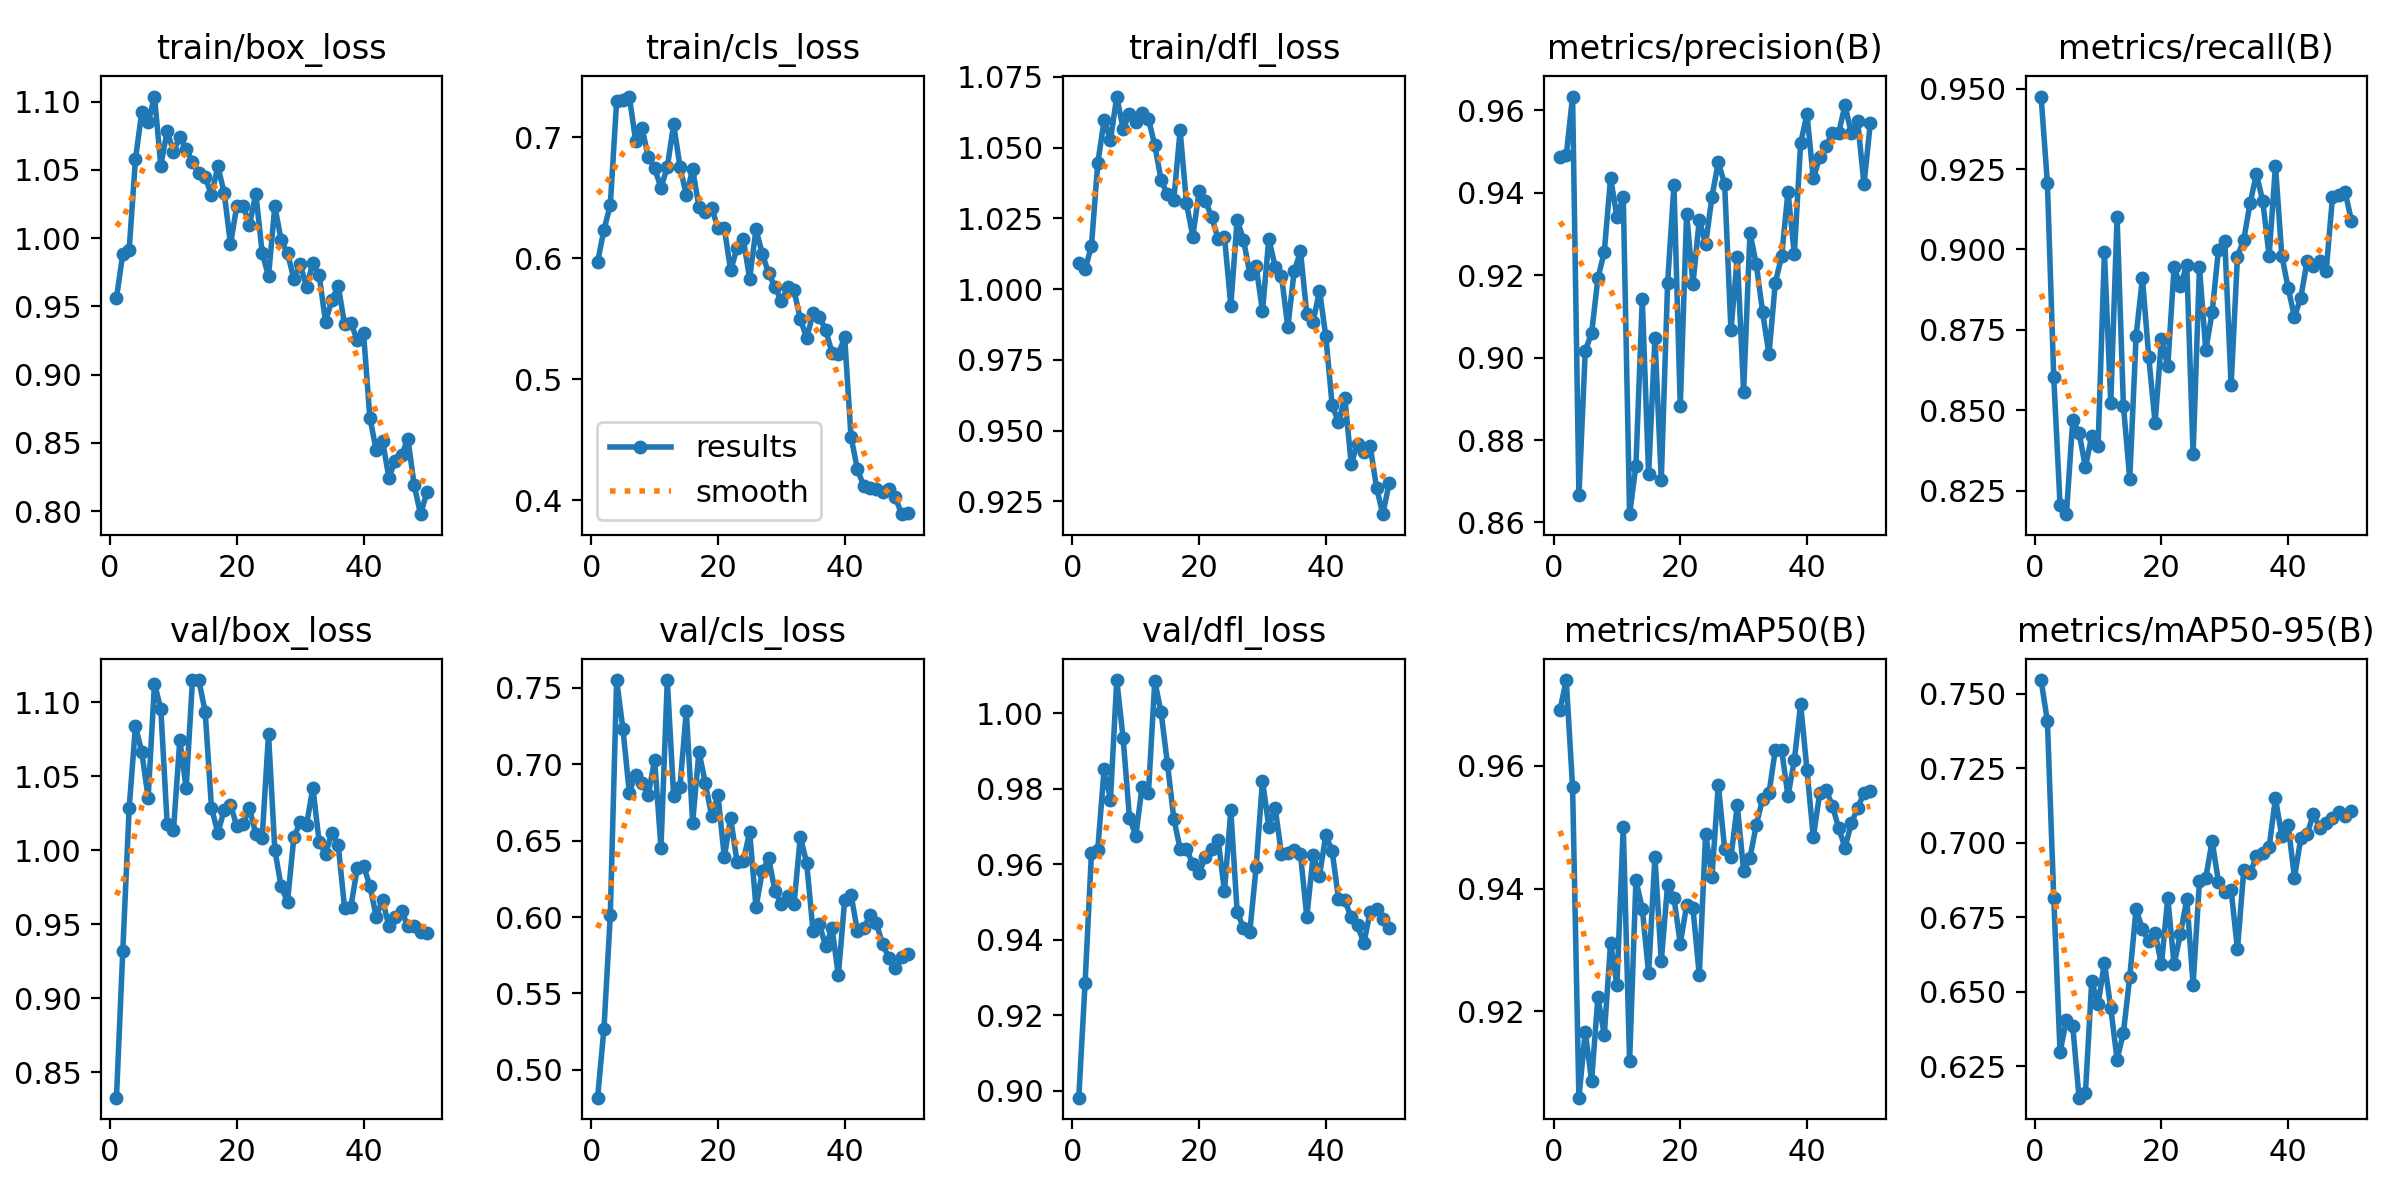 train/box_loss
1.10
1.05
1.00
0.95
0.90
0.85
0.80
0 20 40
train/cls_loss
0.7
0.6
0.5
0.4
results
smooth
0 20 40
train/dfl_loss
1.075
1.050
1.025
1.000
0.975
0.950
0.925
0 20 40
metrics/precision(B)
0.96
0.94
0.92
0.90
0.88
0.86
0 20 40
metrics/recall(B)
0.950
0.925
0.900
0.875
0.850
0.825
0 20 40
val/box_loss
1.10
1.05
1.00
0.95
0.90
0.85
0 20 40
val/cls_loss
0.75
0.70
0.65
0.60
0.55
0.50
0 20 40
val/dfl_loss
1.00
0.98
0.96
0.94
0.92
0.90
0 20 40
metrics/mAP50(B)
0.96
0.94
0.92
0 20 40
metrics/mAP50-95(B)
0.750
0.725
0.700
0.675
0.650
0.625
0 20 40